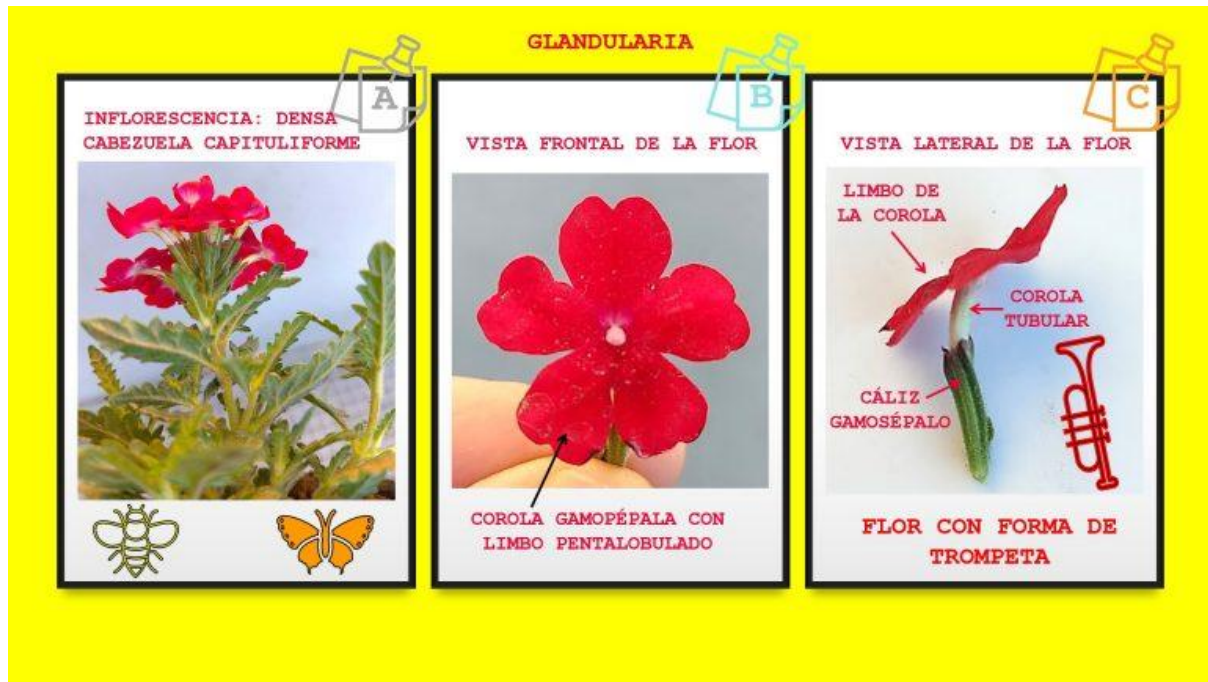 GLANDULARIA
A
INFLORESCENCIA: DENSA
CABEZUELA CAPITULIFORME
B
VISTA FRONTAL DE LA FLOR
COROLA GAMOPÉPALA CON
LIMBO PENTALOBULADO
C
VISTA LATERAL DE LA FLOR
LIMBO DE
LA COROLA
COROLA
TUBULAR
CÁLIZ
GAMOSÉPALO
FLOR CON FORMA DE
TROMPETA